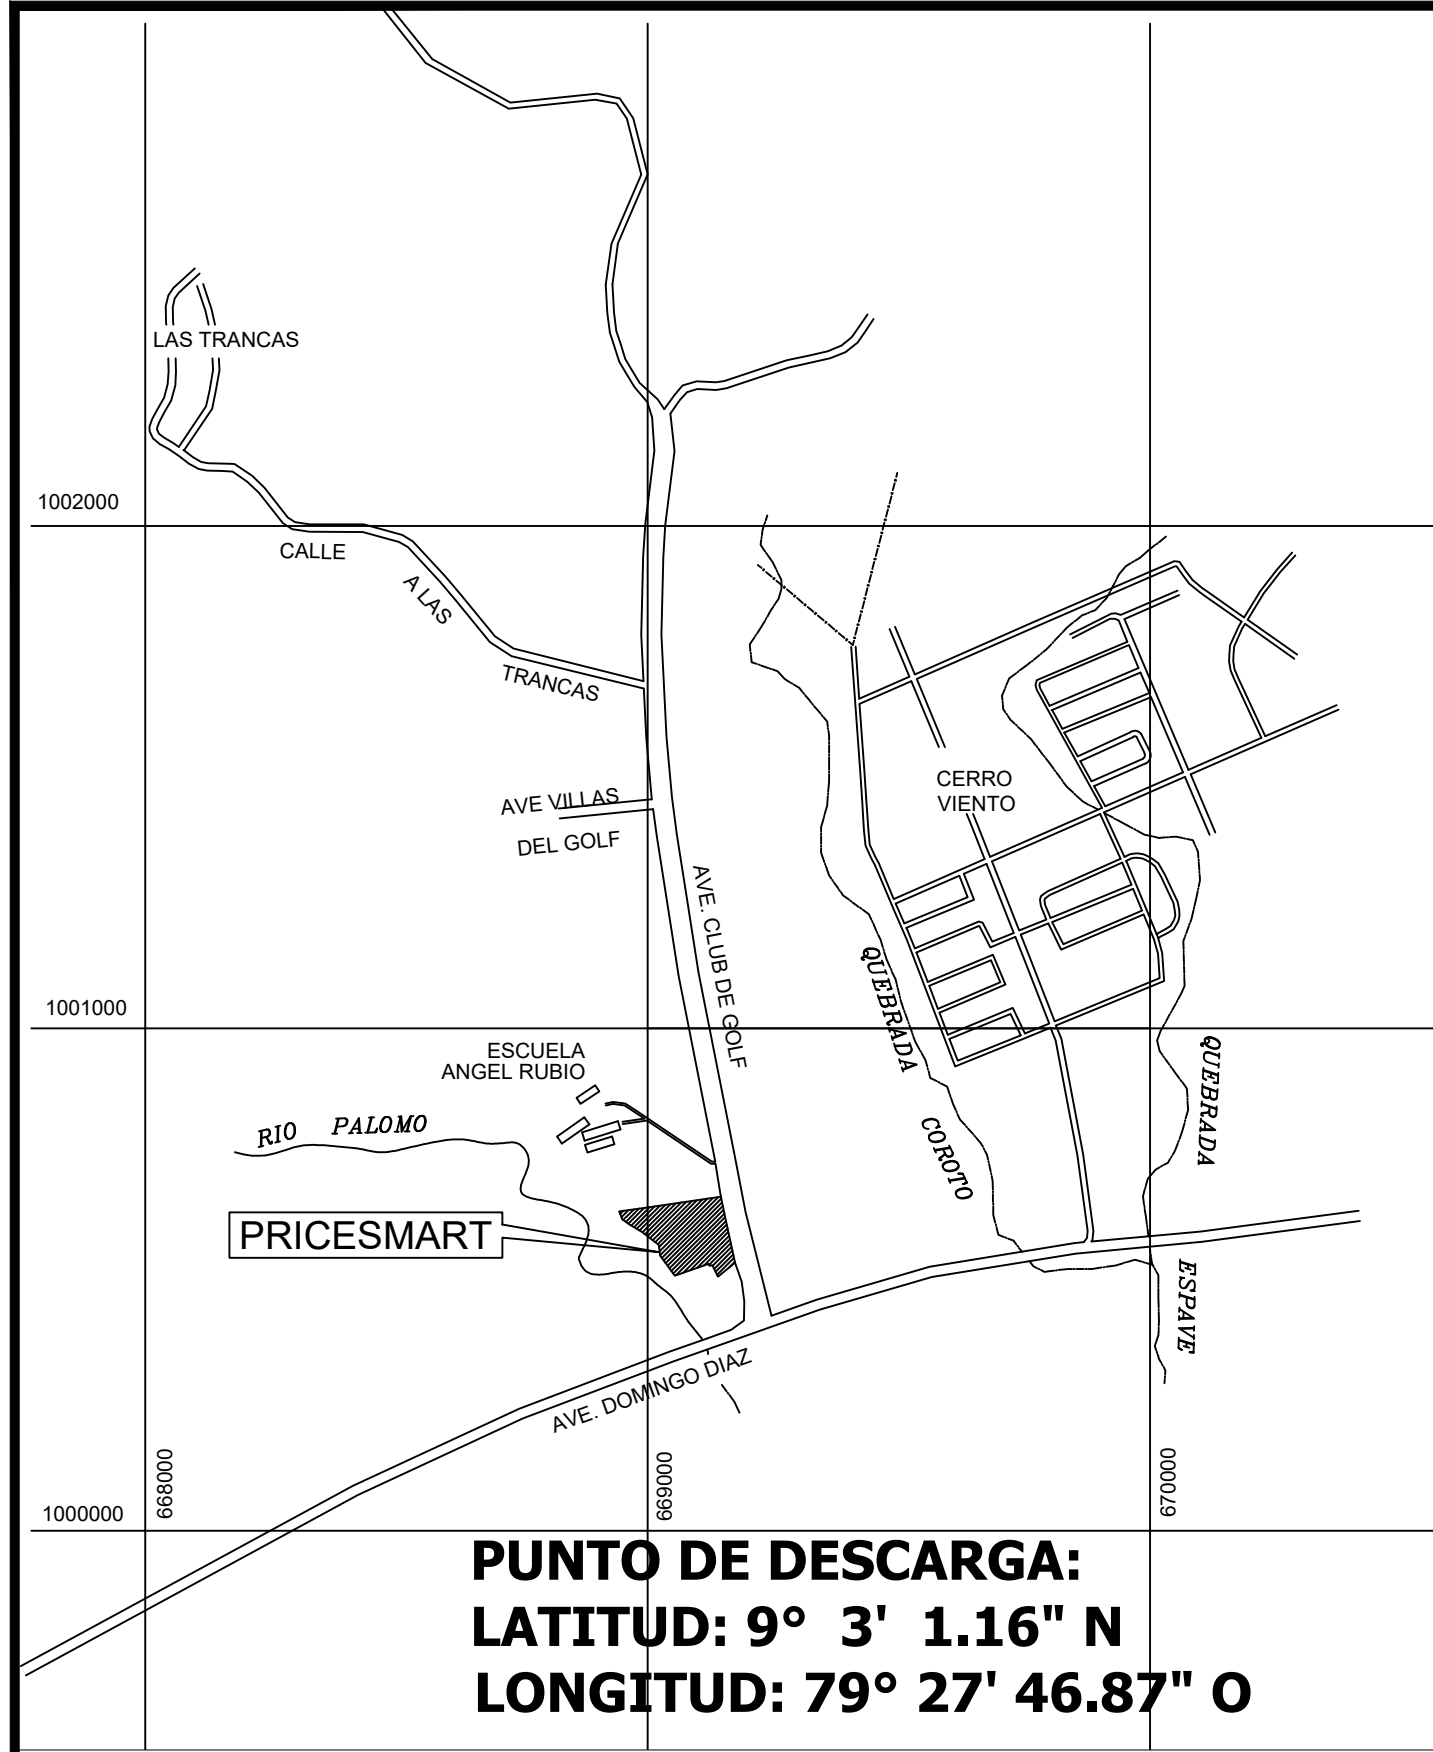 LAS TRANCAS
1002000
CALLE
A LAS
TRANCAS
CERRO
VIENTO
AVE VILLAS
DEL GOLF
AVE. CLUB DE GOLF
QUEBRADA
COROTO
1001000
ESCUELA
ANGEL RUBIO
QUEBRADA
ESPAVE
RIO PALOMO
PRICESMART
AVE. DOMINGO DIAZ
668000
669000
670000
1000000
PUNTO DE DESCARGA:
LATITUD: 9° 3' 1.16" N
LONGITUD: 79° 27' 46.87" O